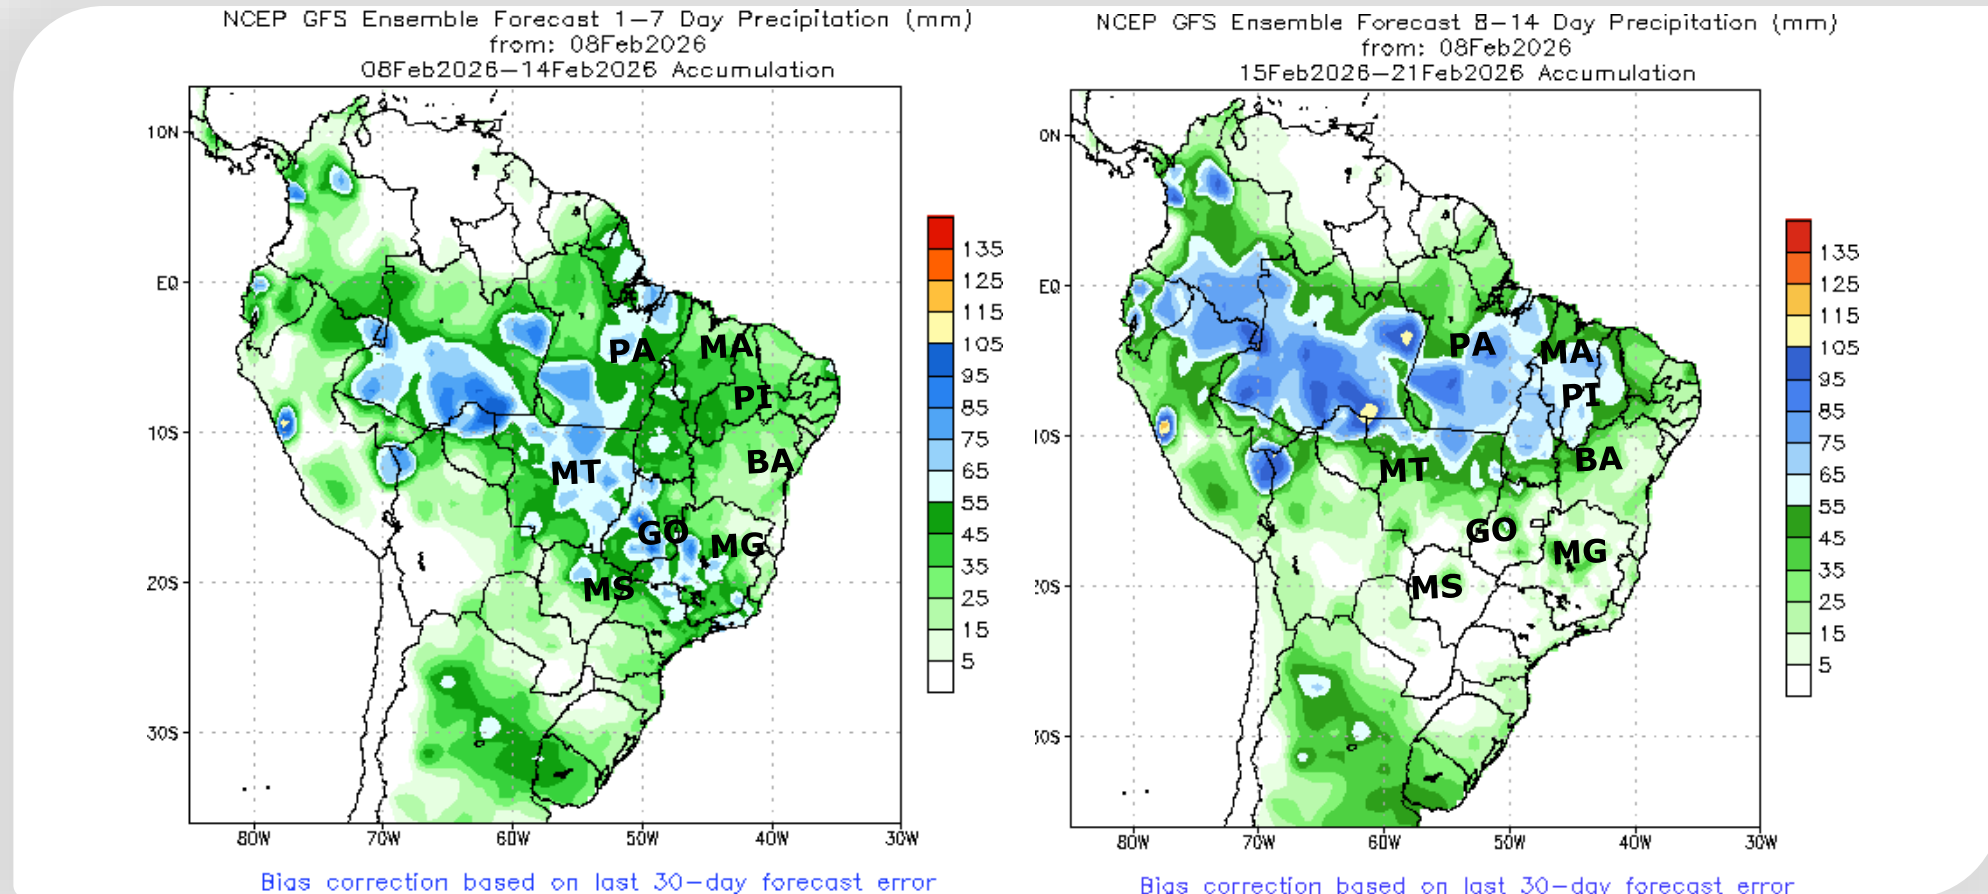 NCEP GFS Ensemble Forecast 1-7 Day Precipitation (mm)
from: 08Feb2026
08Feb2026-14Feb2026 Accumulation
10N
EQ
10S
20S
30S
80W 70W 60W 50W 40W 30W
PA MA
PI
BA
MT
GO
MG
MS
135
125
115
105
95
85
75
65
55
45
35
25
15
5
Bias correction based on last 30-day forecast error
NCEP GFS Ensemble Forecast 8-14 Day Precipitation (mm)
from: 08Feb2026
15Feb2026-21Feb2026 Accumulation
0N
EQ
10S
20S
30S
80W 70W 60W 50W 40W 30W
PA MA
PI
BA
MT
GO
MG
MS
135
125
115
105
95
85
75
65
55
45
35
25
15
5
Bias correction based on last 30-day forecast error